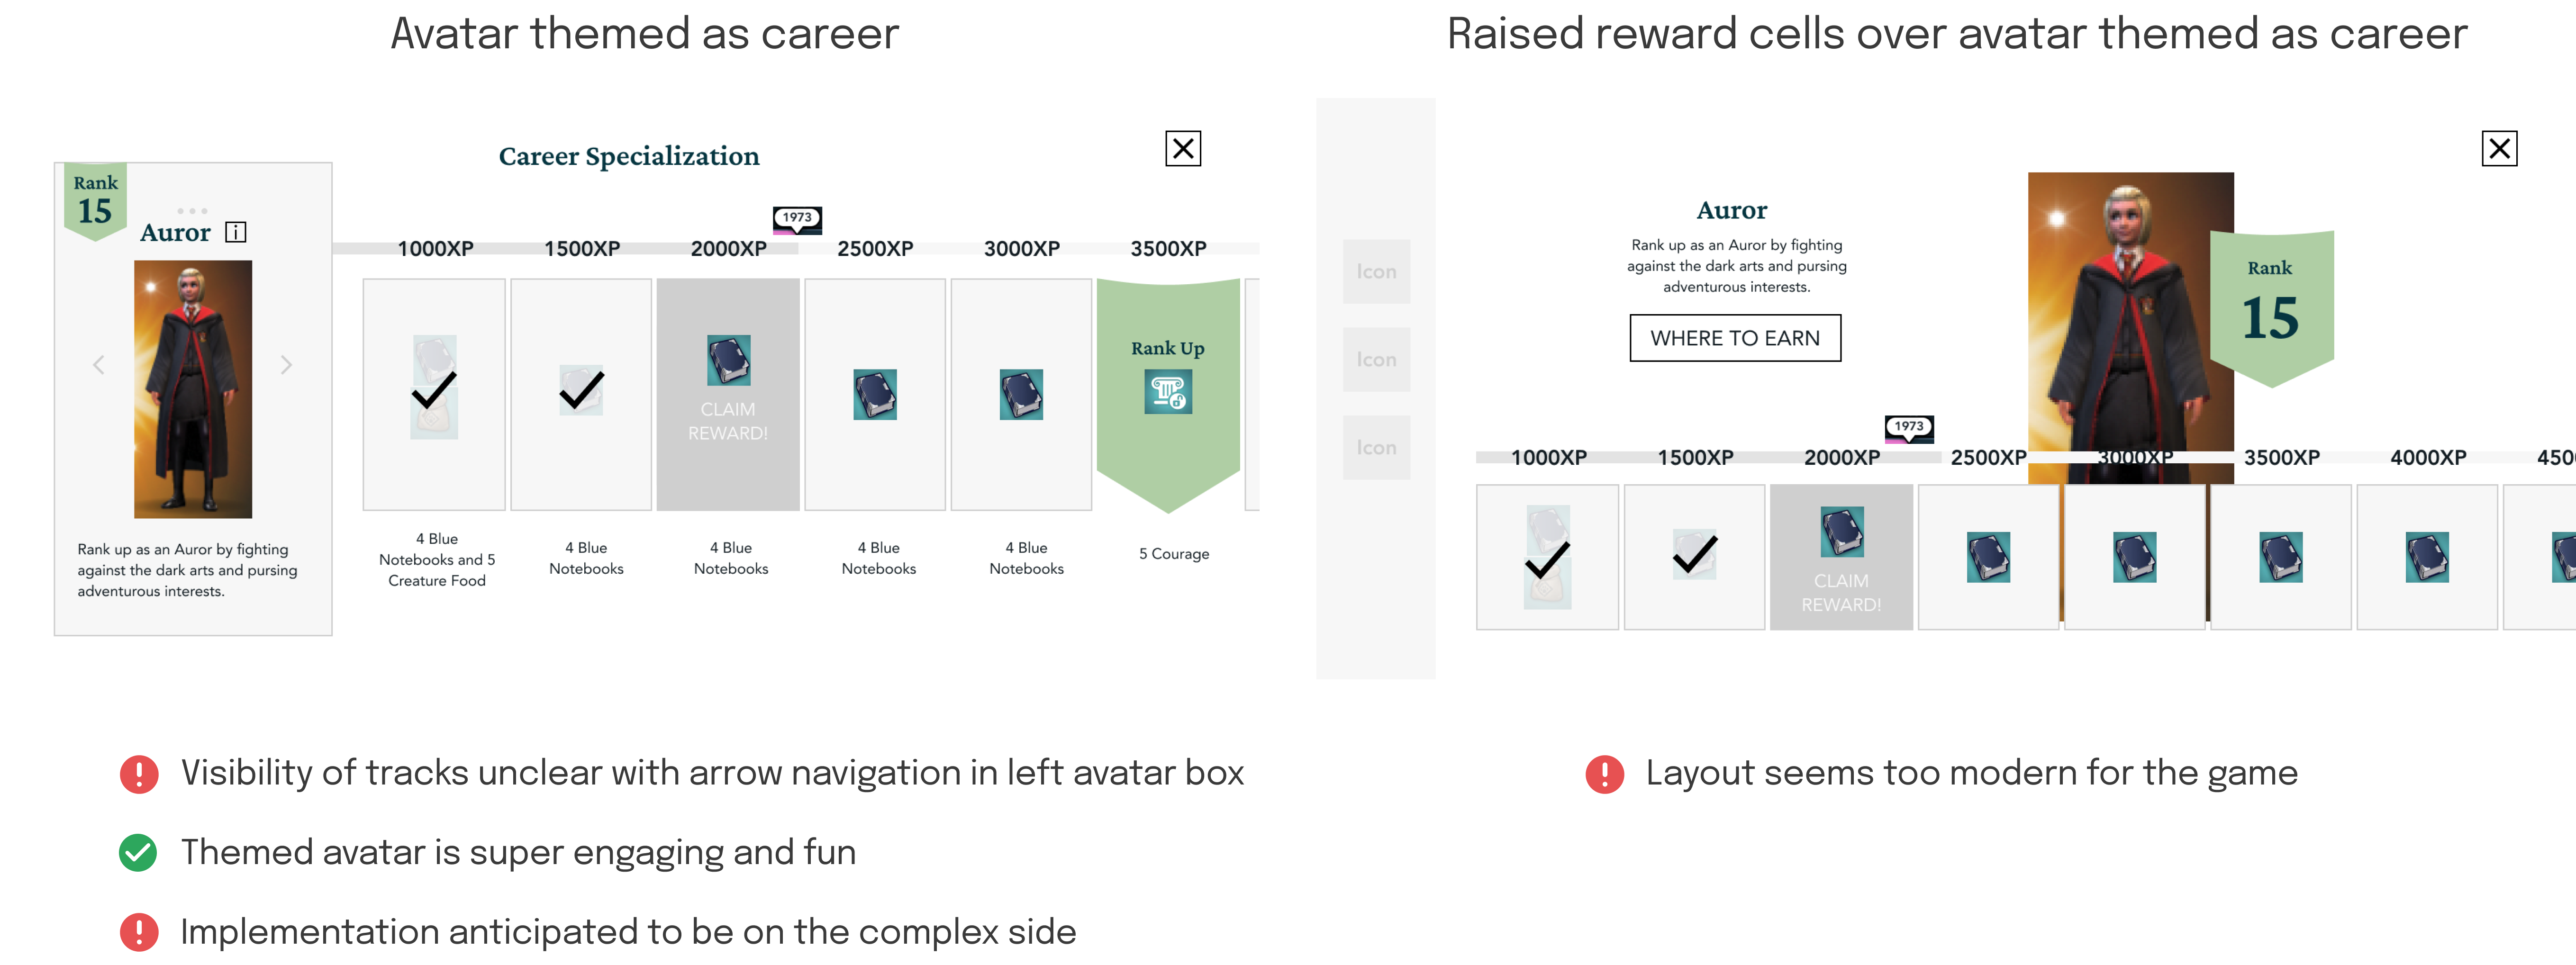 Avatar themed as career
Rank
15
Auror
i
Rank up as an Auror by fighting
against the dark arts and pursing
adventurous interests.
Career Specialization
1973
1000XP 1500XP 2000XP 2500XP 3000XP 3500XP
CLAIM
REWARD!
Rank Up
4 Blue
Notebooks and 5
Creature Food
4 Blue
Notebooks
4 Blue
Notebooks
4 Blue
Notebooks
4 Blue
Notebooks
5 Courage
Visibility of tracks unclear with arrow navigation in left avatar box
Themed avatar is super engaging and fun
Implementation anticipated to be on the complex side
Raised reward cells over avatar themed as career
Icon
Icon
Icon
Auror
Rank up as an Auror by fighting
against the dark arts and pursing
adventurous interests.
WHERE TO EARN
Rank
15
1973
1000XP 1500XP 2000XP 2500XP 3000XP 3500XP 4000XP 450
CLAIM
REWARD!
Layout seems too modern for the game